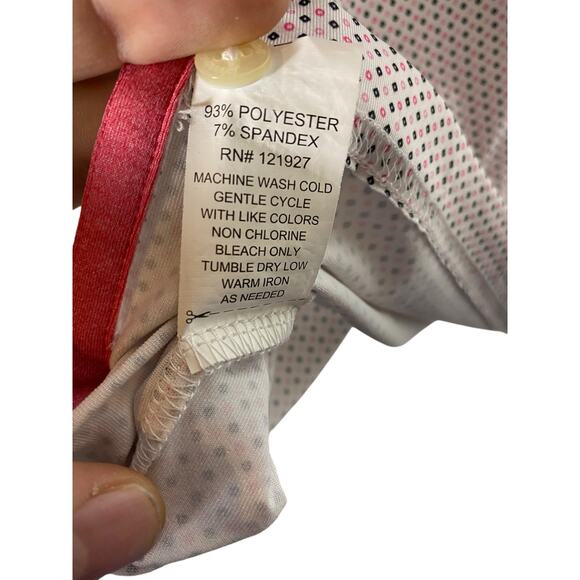 93% POLYESTER
7% SPANDEX
RN# 121927
MACHINE WASH COLD
GENTLE CYCLE
WITH LIKE COLORS
NON CHLORINE
BLEACH ONLY
TUMBLE DRY LOW
WARM IRON
AS NEEDED